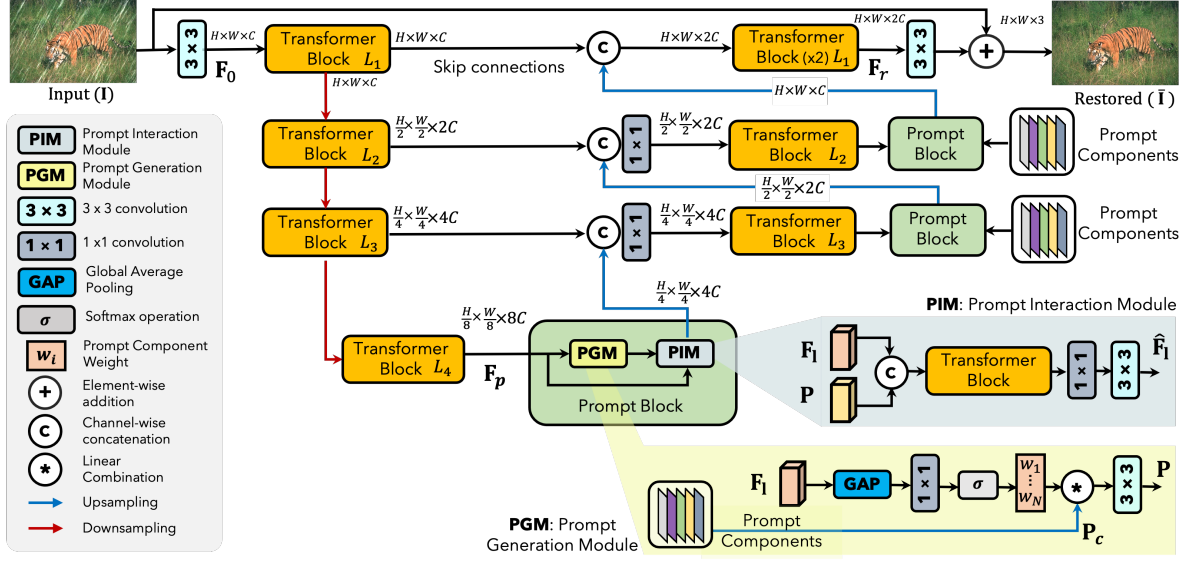 H×W×C
H×W×C
H×W×2C
H×W×2C
H×W×3
3 × 3
F₀
Transformer
Block L₁
C
Transformer
Block (x2) L₁
Fᵣ
3 × 3
+
Skip connections
Input (I)
H×W×C
H×W×C
Restored ( Ī )
PIM
Prompt Interaction
Module
PGM
Prompt Generation
Module
3 × 3
3 x 3 convolution
1 × 1
1 x1 convolution
GAP
Global Average
Pooling
σ
Softmax operation
wᵢ
Prompt Component
Weight
+
Element-wise
addition
C
Channel-wise
concatenation
*
Linear
Combination
Upsampling
Downsampling
Transformer
Block L₂
H/2×W/2×2C
C
1 × 1
H/2×W/2×2C
Transformer
Block L₂
Prompt
Block
Prompt
Components
H/2×W/2×2C
Transformer
Block L₃
H/4×W/4×4C
C
1 × 1
H/4×W/4×4C
Transformer
Block L₃
Prompt
Block
Prompt
Components
H/4×W/4×4C
Transformer
Block L₄
H/8×W/8×8C
Fₚ
PGM
PIM
Prompt Block
PIM: Prompt Interaction Module
Fₗ
P
C
Transformer
Block
1 × 1
3 × 3
F̂ₗ
Fₗ
GAP
1 × 1
σ
w₁
⋮
w_N
*
3 × 3
P
PGM: Prompt
Generation Module
Prompt
Components
P_c